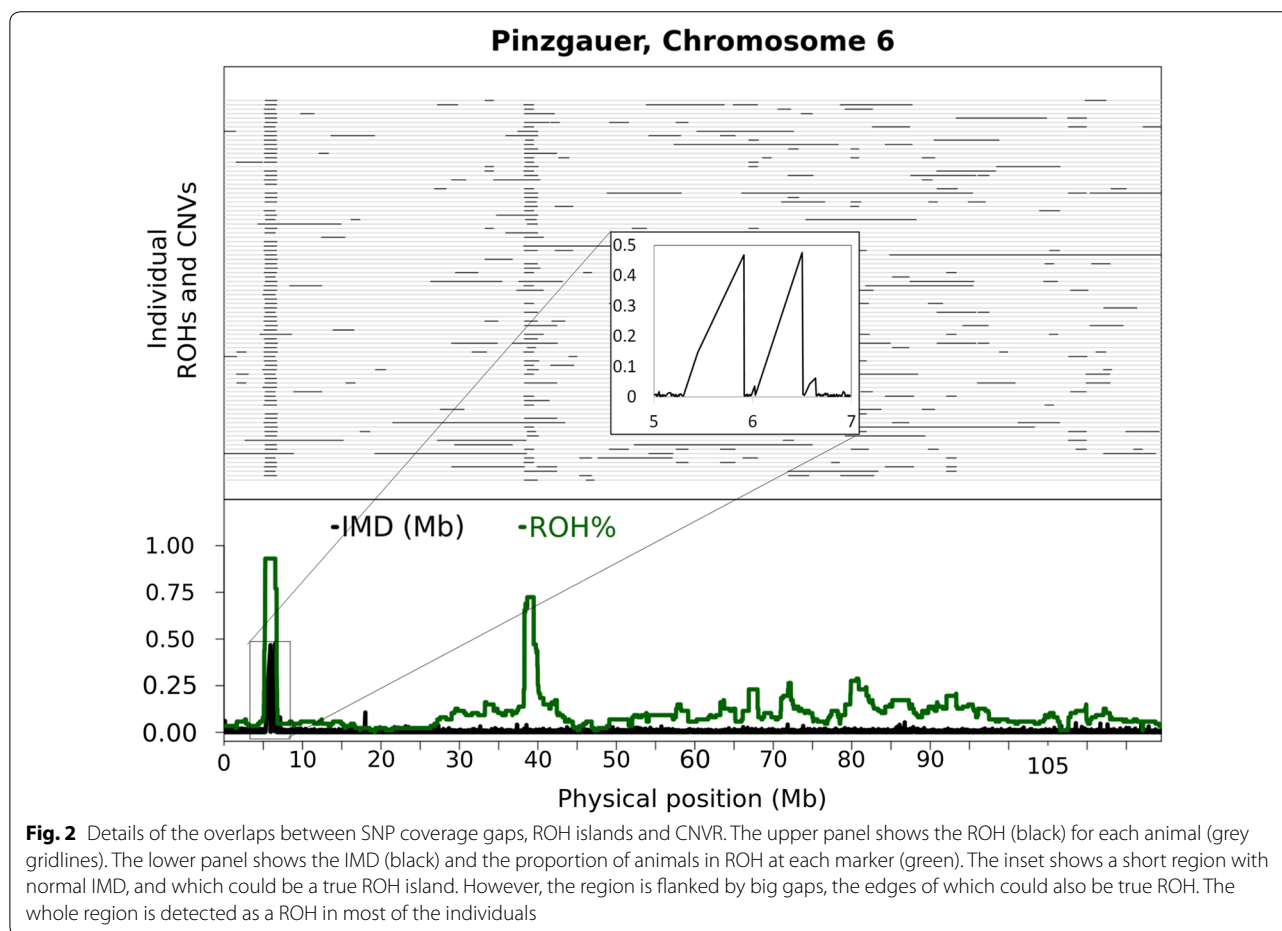 Pinzgauer, Chromosome 6
Individual
ROHs and CNVs
0.5
0.4
0.3
0.2
0.1
0
5 6 7
-IMD (Mb) -ROH%
1.00
0.75
0.50
0.25
0.00
0 10 20 30 40 50 60 70 80 90 105
Physical position (Mb)
Fig. 2 Details of the overlaps between SNP coverage gaps, ROH islands and CNVR. The upper panel shows the ROH (black) for each animal (grey
gridlines). The lower panel shows the IMD (black) and the proportion of animals in ROH at each marker (green). The inset shows a short region with
normal IMD, and which could be a true ROH island. However, the region is flanked by big gaps, the edges of which could also be true ROH. The
whole region is detected as a ROH in most of the individuals